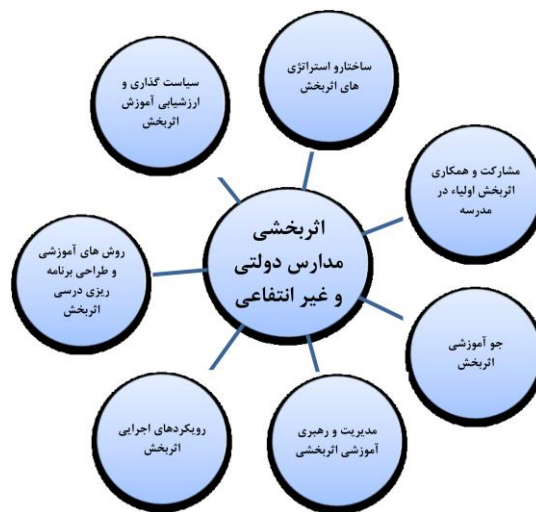 ساختارو استراتژی
های اثربخش
سیاست گذاری و
ارزشیابی آموزش
اثربخش
مشارکت و همکاری
اثربخش اولیاء در
مدرسه
اثربخشی
مدارس دولتی
و غیر انتفاعی
روش های آموزشی
و طراحی برنامه
ریزی درسی
اثربخش
جو آموزشی
اثربخش
مدیریت و رهبری
آموزشی اثربخشی
رویکردهای اجرایی
اثربخش